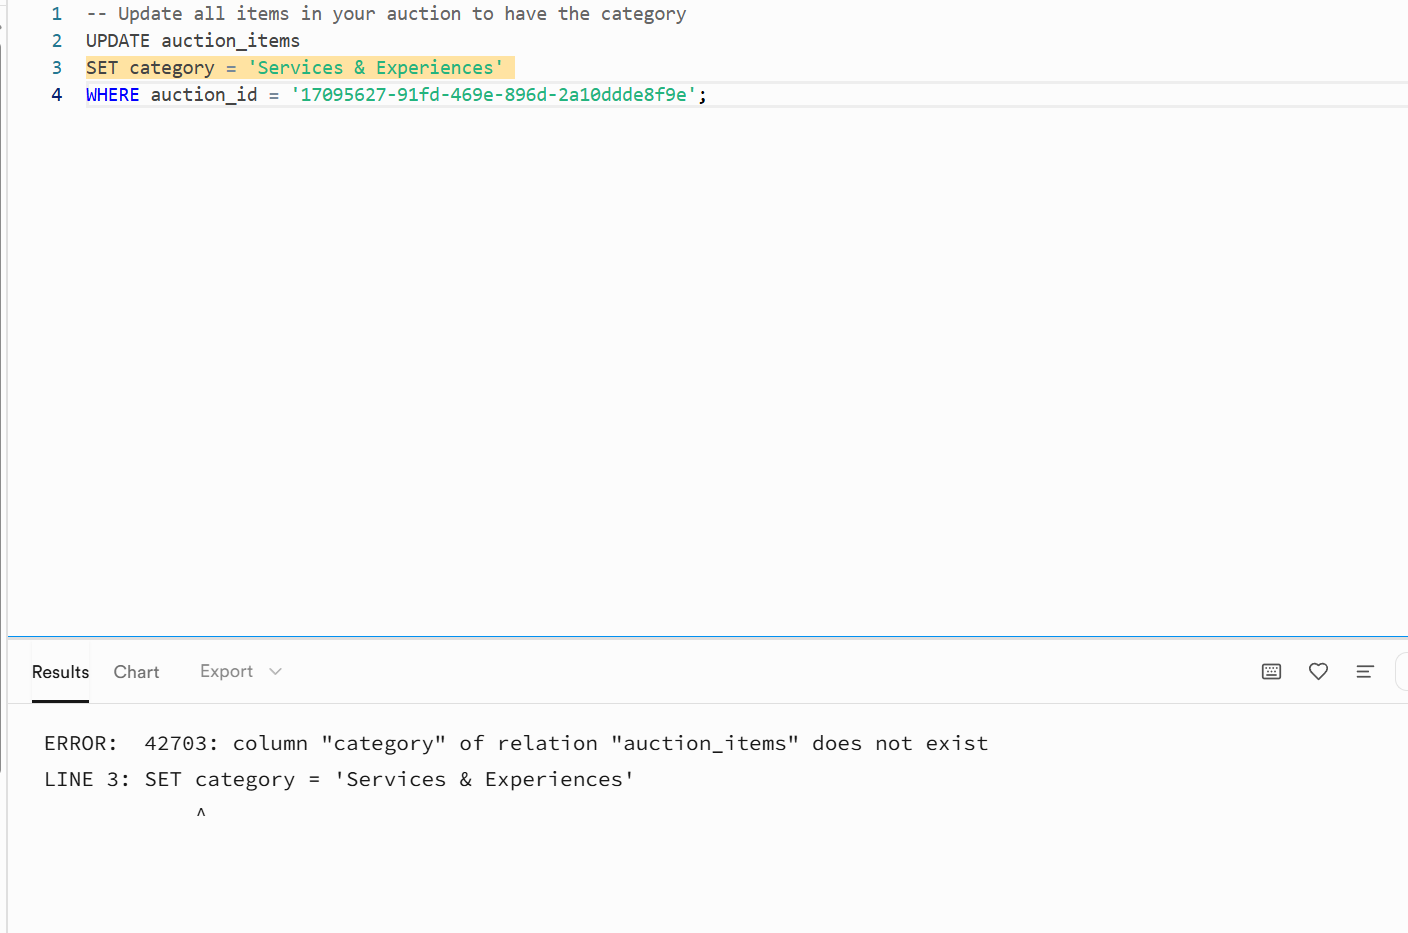 1 -- Update all items in your auction to have the category
2 UPDATE auction_items
3 SET category = 'Services & Experiences'
4 WHERE auction_id = '17095627-91fd-469e-896d-2a10ddde8f9e';
Results Chart Export
ERROR:  42703: column "category" of relation "auction_items" does not exist
LINE 3: SET category = 'Services & Experiences'
^